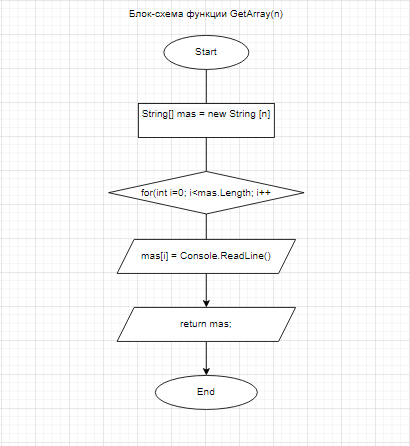 Блок-схема функции GetArray(n)
Start
String[] mas = new String [n]
for(int i=0; i<mas.Length; i++
mas[i] = Console.ReadLine()
return mas;
End